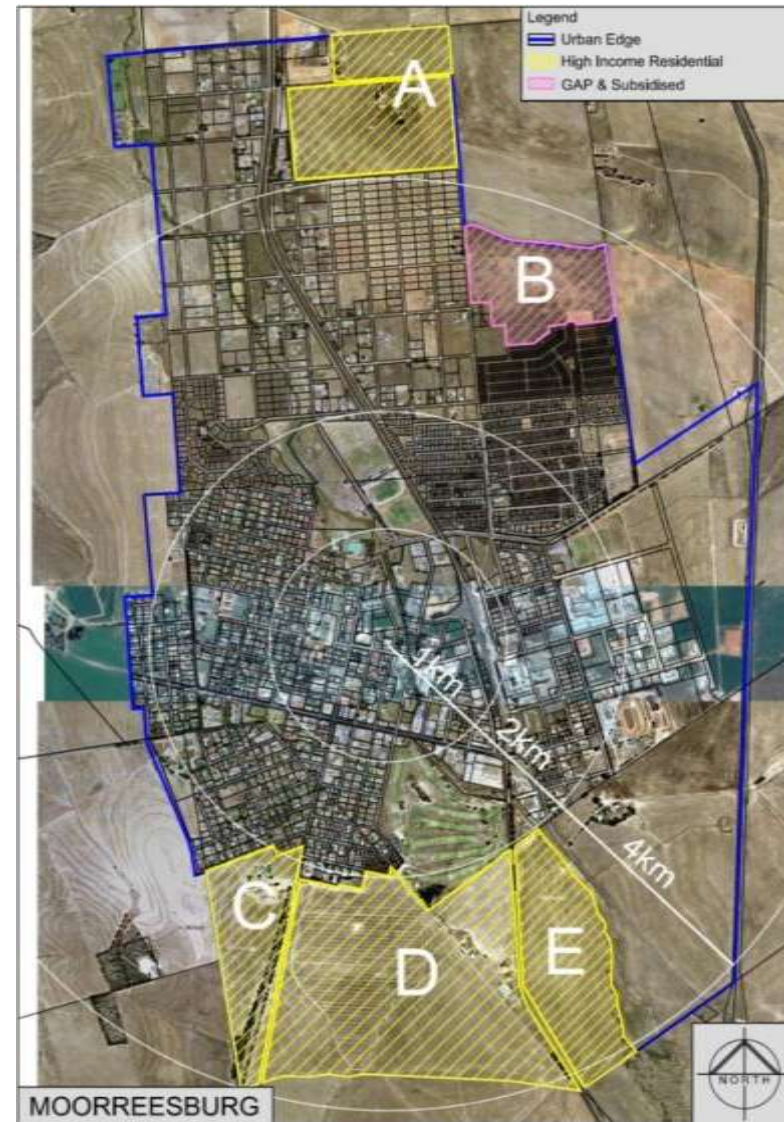 Legend
Urban Edge
High Income Residential
GAP & Subsidised
A
B
1km
2km
4km
C
D
E
MOORREESBURG
NORTH